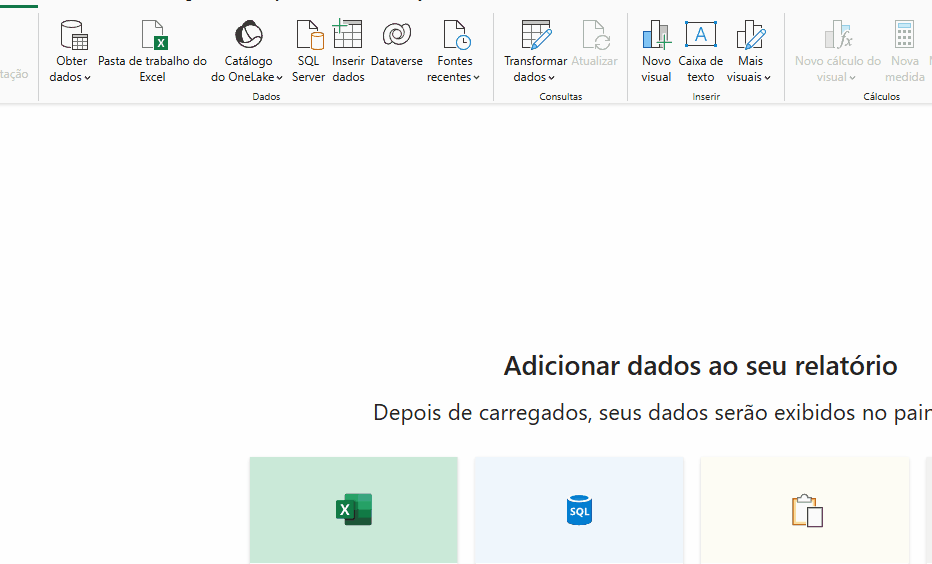 tação
Obter
dados
Pasta de trabalho do
Excel
Catálogo
do OneLake
SQL
Server
Inserir
dados
Dataverse
Fontes
recentes
Dados
Transformar
dados
Atualizar
Consultas
Novo
visual
A
Caixa de
texto
Mais
visuais
Inserir
fx
Novo cálculo do
visual
Nova
medida
Cálculos
Adicionar dados ao seu relatório
Depois de carregados, seus dados serão exibidos no pain
X
SQL